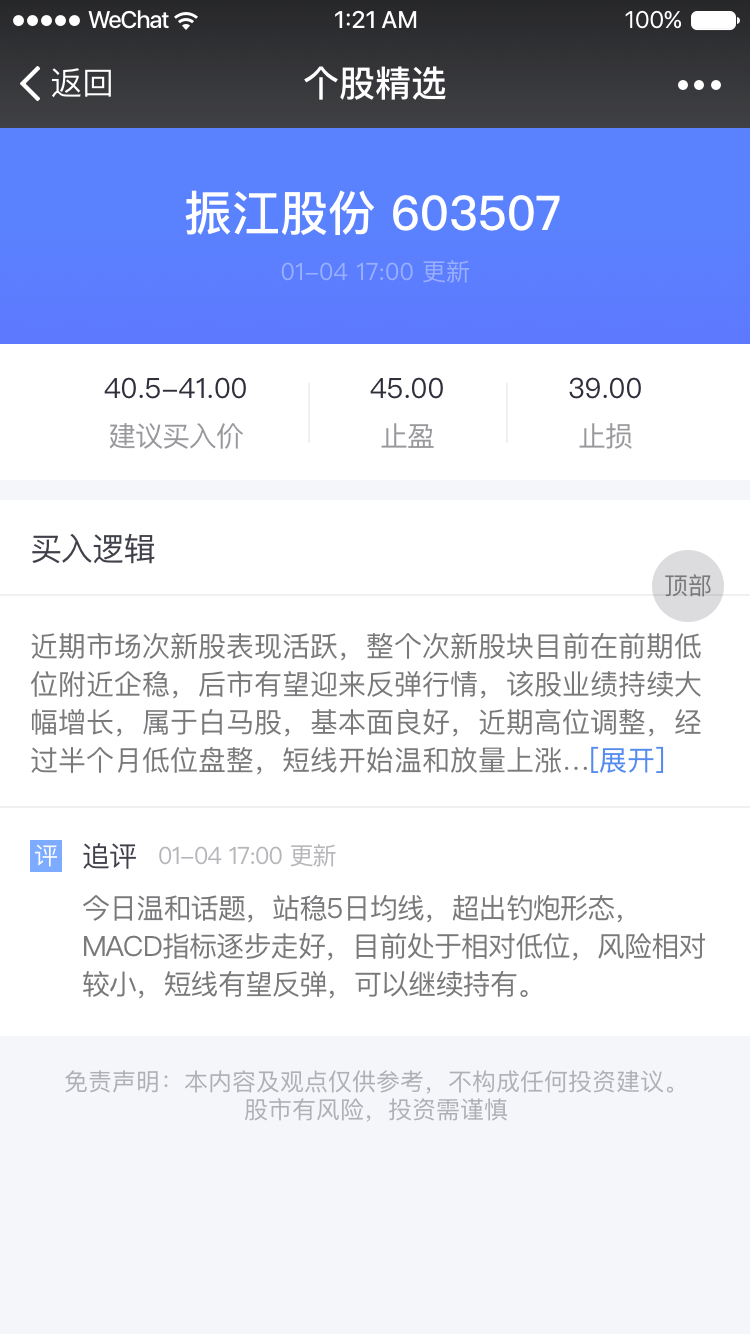 WeChat 1:21 AM 100%
返回 个股精选
振江股份 603507
01-04 17:00 更新
40.5-41.00 45.00 39.00
建议买入价 止盈 止损
买入逻辑
顶部
近期市场次新股表现活跃，整个次新股块目前在前期低
位附近企稳，后市有望迎来反弹行情，该股业绩持续大
幅增长，属于白马股，基本面良好，近期高位调整，经
过半个月低位盘整，短线开始温和放量上涨...[展开]
评 追评 01-04 17:00 更新
今日温和话题，站稳5日均线，超出钓炮形态，
MACD指标逐步走好，目前处于相对低位，风险相对
较小，短线有望反弹，可以继续持有。
免责声明：本内容及观点仅供参考，不构成任何投资建议。
股市有风险，投资需谨慎